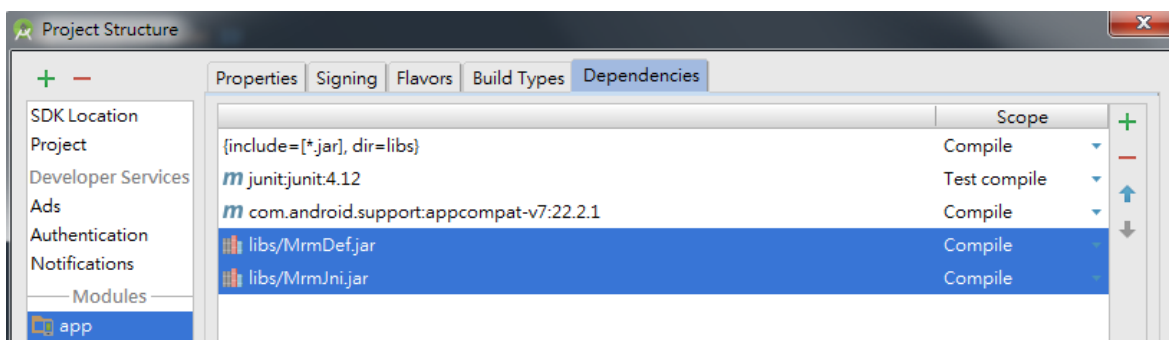 Project Structure
Properties Signing Flavors Build Types Dependencies
SDK Location
Project
Developer Services
Ads
Authentication
Notifications
Modules
app
Scope
{include=[*.jar], dir=libs} Compile
m junit:junit:4.12 Test compile
m com.android.support:appcompat-v7:22.2.1 Compile
libs/MrmDef.jar Compile
libs/MrmJni.jar Compile